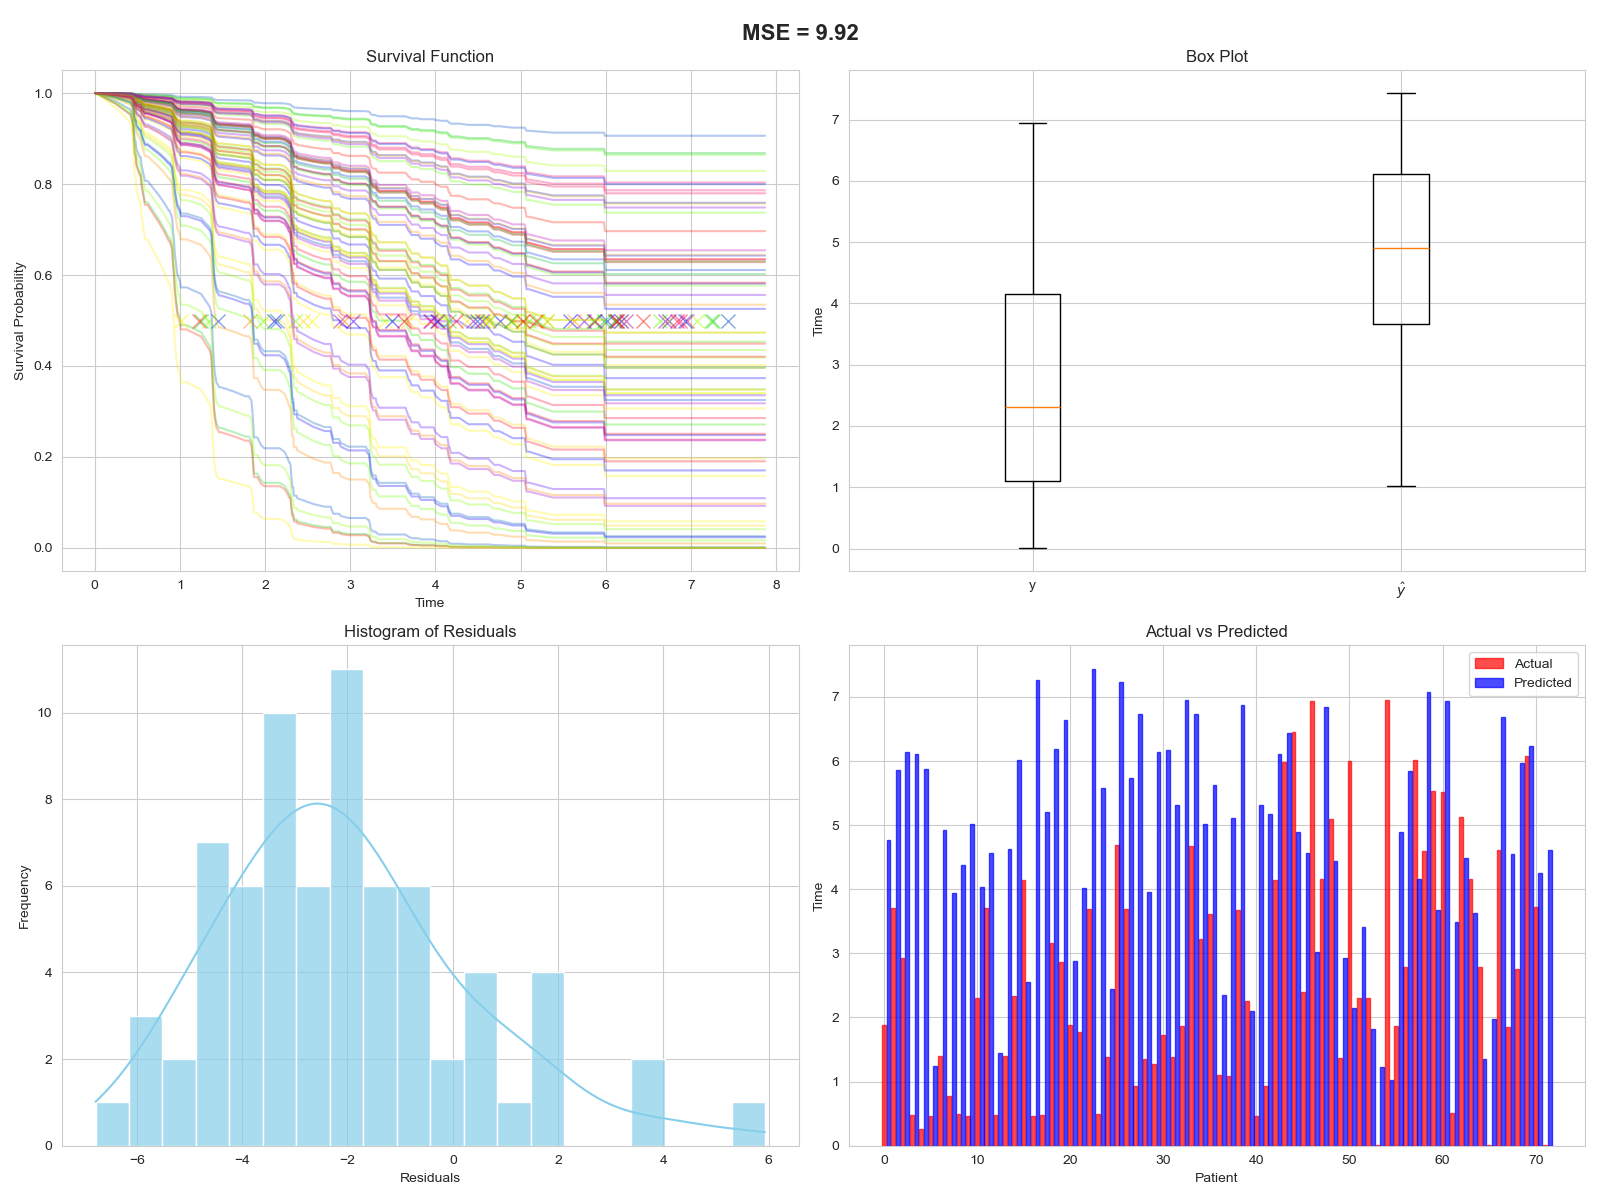 MSE = 9.92
Survival Function
Survival Probability
1.0
0.8
0.6
0.4
0.2
0.0
0 1 2 3 4 5 6 7 8
Time
Box Plot
Time
7
6
5
4
3
2
1
0
y ŷ
Histogram of Residuals
Frequency
10
8
6
4
2
0
−6 −4 −2 0 2 4 6
Residuals
Actual vs Predicted
Time
7
6
5
4
3
2
1
0
0 10 20 30 40 50 60 70
Patient
Actual
Predicted